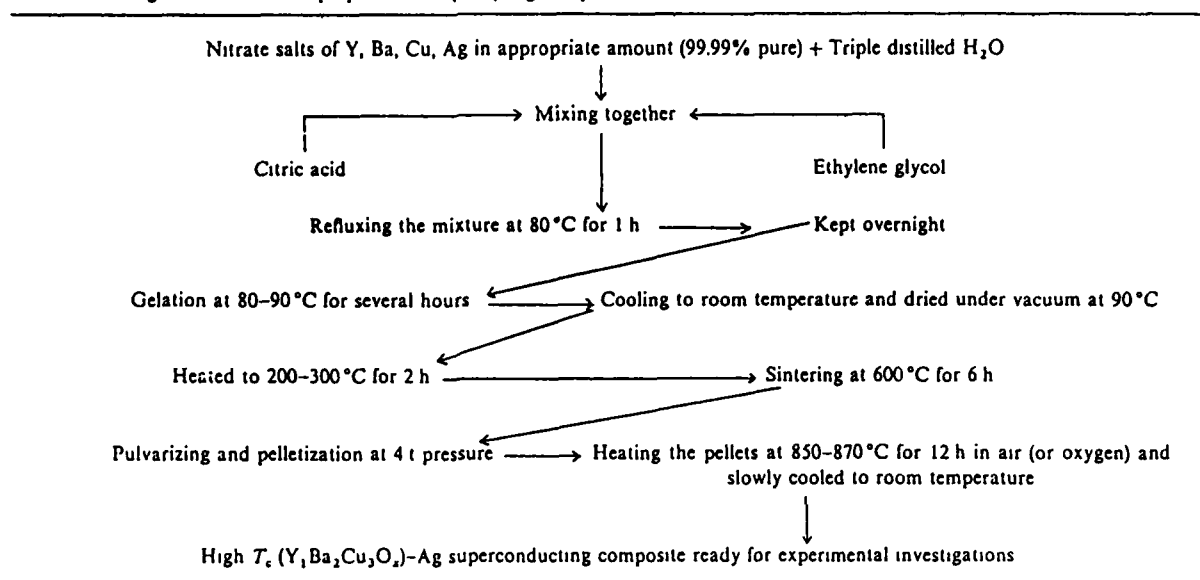 Nitrate salts of Y, Ba, Cu, Ag in appropriate amount (99.99% pure) + Triple distilled H₂O
Mixing together
Citric acid
Ethylene glycol
Refluxing the mixture at 80°C for 1 h
Kept overnight
Gelation at 80–90°C for several hours
Cooling to room temperature and dried under vacuum at 90°C
Heated to 200–300°C for 2 h
Sintering at 600°C for 6 h
Pulvarizing and pelletization at 4 t pressure
Heating the pellets at 850–870°C for 12 h in air (or oxygen) and
slowly cooled to room temperature
High T꜀ (Y₁Ba₂Cu₃Oₓ)–Ag superconducting composite ready for experimental investigations